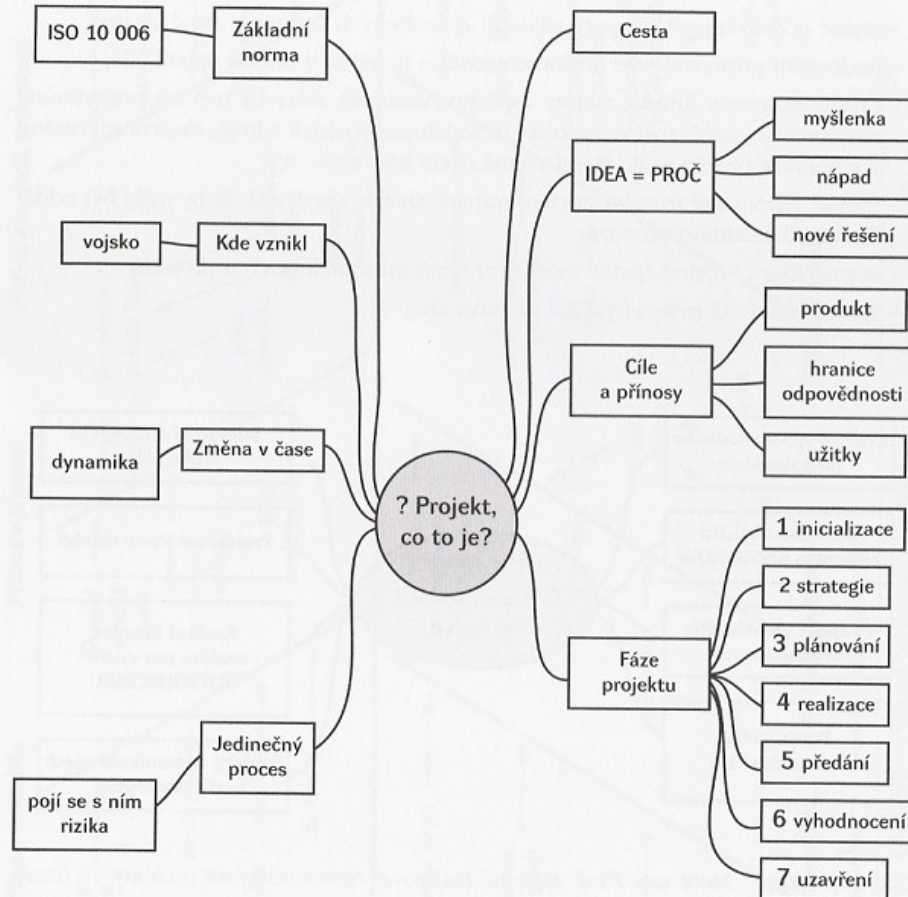 ISO 10 006
Základní
norma
Cesta
IDEA = PROČ
myšlenka
nápad
nové řešení
vojsko
Kde vznikl
Cíle
a přínosy
produkt
hranice
odpovědnosti
užitky
dynamika
Změna v čase
? Projekt,
co to je?
Fáze
projektu
1 inicializace
2 strategie
3 plánování
4 realizace
5 předání
6 vyhodnocení
7 uzavření
Jedinečný
proces
pojí se s ním
rizika